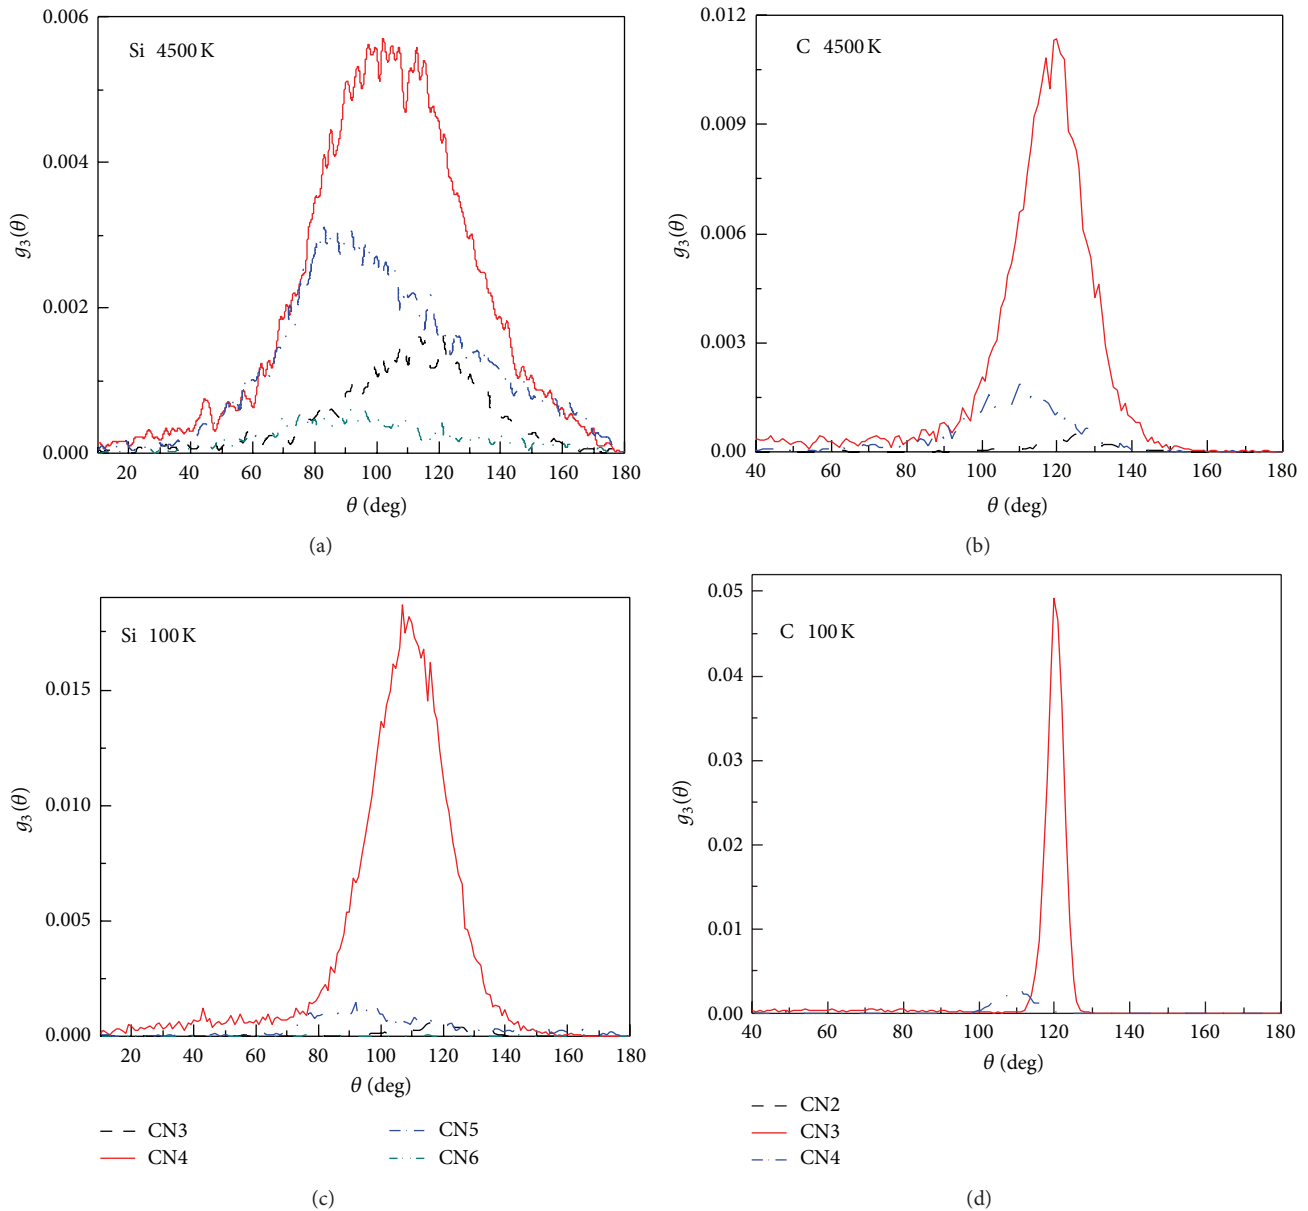 0.006
0.004
0.002
0.000
g₃(θ)
Si 4500 K
20 40 60 80 100 120 140 160 180
θ (deg)
(a)
0.012
0.009
0.006
0.003
0.00
g₃(θ)
C 4500 K
40 60 80 100 120 140 160 180
θ (deg)
(b)
0.015
0.010
0.005
0.000
g₃(θ)
Si 100 K
20 40 60 80 100 120 140 160 180
θ (deg)
CN3
CN4
CN5
CN6
(c)
0.05
0.04
0.03
0.02
0.01
0.00
g₃(θ)
C 100 K
40 60 80 100 120 140 160 180
θ (deg)
CN2
CN3
CN4
(d)